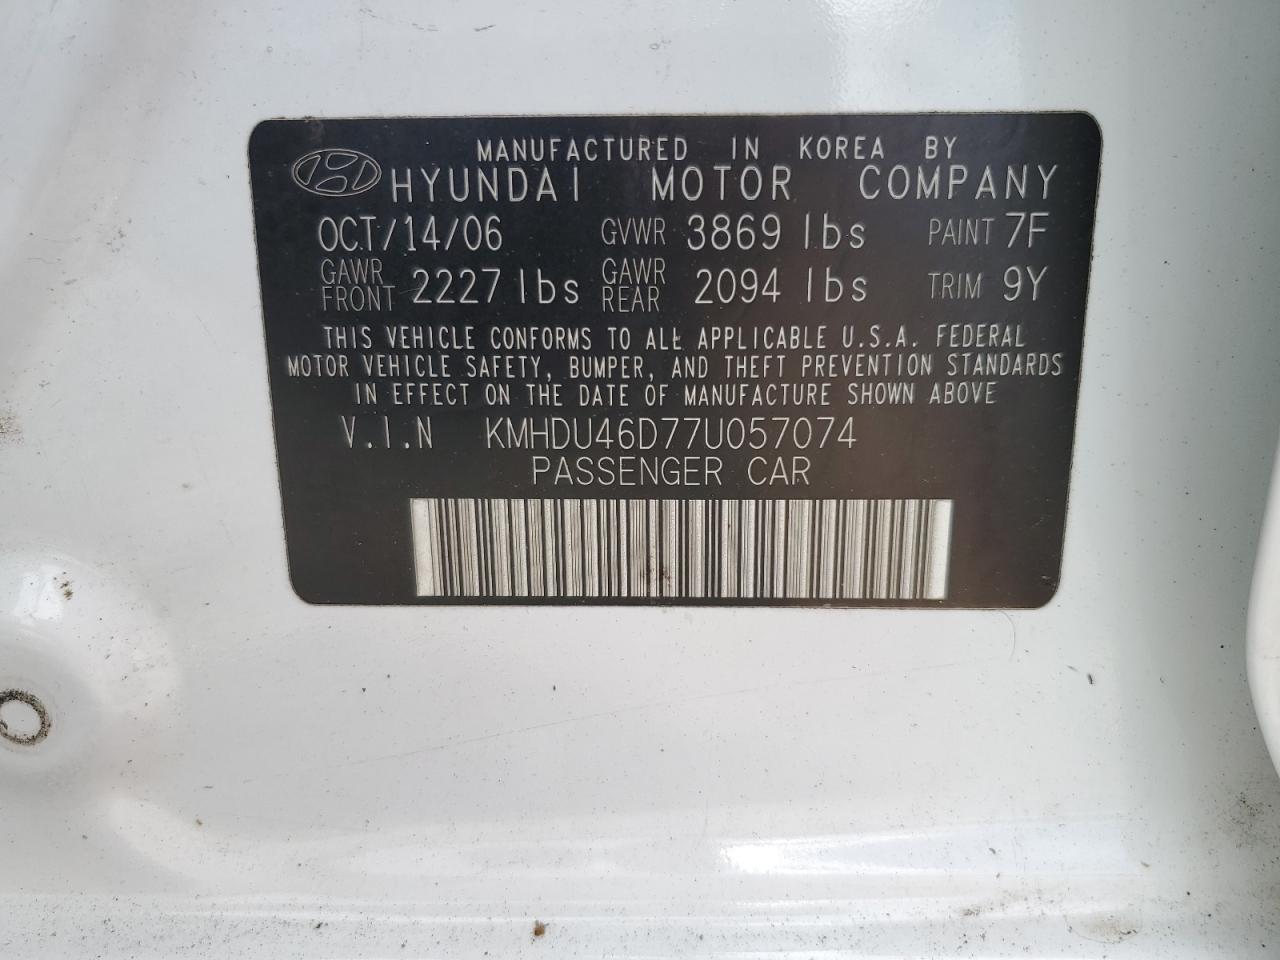 MANUFACTURED IN KOREA BY
HYUNDAI MOTOR COMPANY
OCT/14/06 GVWR 3869 lbs PAINT 7F
GAWR FRONT 2227 lbs GAWR REAR 2094 lbs TRIM 9Y
THIS VEHICLE CONFORMS TO ALL APPLICABLE U.S.A. FEDERAL
MOTOR VEHICLE SAFETY, BUMPER, AND THEFT PREVENTION STANDARDS
IN EFFECT ON THE DATE OF MANUFACTURE SHOWN ABOVE
V.I.N KMHDU46D77U057074
PASSENGER CAR